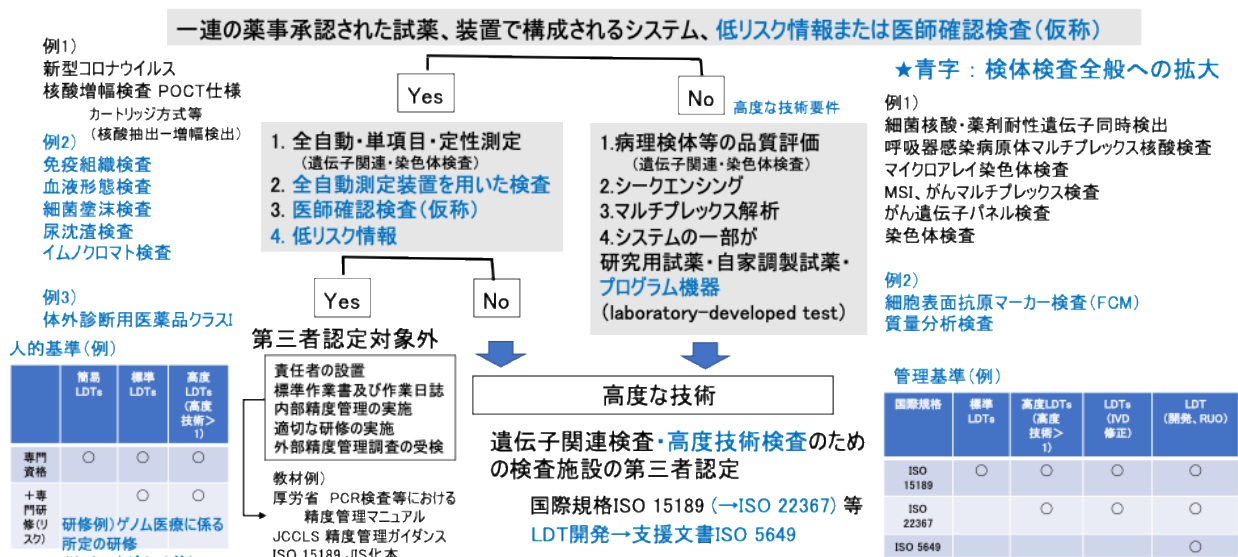 一連の薬事承認された試薬、装置で構成されるシステム、低リスク情報または医師確認検査（仮称）
例1）
新型コロナウイルス
核酸増幅検査 POCT仕様
カートリッジ方式等
（核酸抽出ー増幅検出）
例2）
免疫組織検査
血液形態検査
細菌塗沫検査
尿沈渣検査
イムノクロマト検査
例3）
体外診断用医薬品クラスI
Yes
No
高度な技術要件
1. 全自動・単項目・定性測定
（遺伝子関連・染色体検査）
2. 全自動測定装置を用いた検査
3. 医師確認検査（仮称）
4. 低リスク情報
1.病理検体等の品質評価
（遺伝子関連・染色体検査）
2.シークエンシング
3.マルチプレックス解析
4.システムの一部が
研究用試薬・自家調製試薬・
プログラム機器
（laboratory-developed test）
★青字：検体検査全般への拡大
例1）
細菌核酸・薬剤耐性遺伝子同時検出
呼吸器感染病原体マルチプレックス核酸検査
マイクロアレイ染色体検査
MSI、がんマルチプレックス検査
がん遺伝子パネル検査
染色体検査
例2）
細胞表面抗原マーカー検査（FCM）
質量分析検査
Yes
No
第三者認定対象外
責任者の設置
標準作業書及び作業日誌
内部精度管理の実施
適切な研修の実施
外部精度管理調査の受検
教材例）
厚労省 PCR検査等における
精度管理マニュアル
JCCLS 精度管理ガイダンス
ISO 15189 JIS化本
高度な技術
遺伝子関連検査・高度技術検査のため
の検査施設の第三者認定
国際規格ISO 15189（→ISO 22367）等
LDT開発→支援文書ISO 5649
人的基準（例）
簡易LDTs 標準LDTs 高度LDTs（高度技術＞1）
専門資格 ○ ○ ○
＋専門研修（リスク） ○ ○
研修例）ゲノム医療に係る
所定の研修
管理基準（例）
国際規格 標準LDTs 高度LDTs（高度技術＞1） LDTs（IVD修正） LDT（開発、RUO）
ISO 15189 ○ ○ ○ ○
ISO 22367 ○ ○ ○
ISO 5649 ○